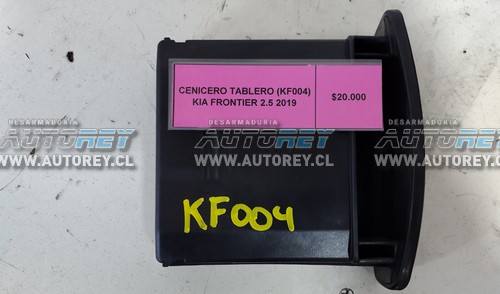 CENICERO TABLERO (KF004)
KIA FRONTIER 2.5 2019
$20.000
DESARMADURIA
AUTOREY
WWW.AUTOREY.CL
DESARMADURIA
AUTOREY
WWW.AUTOREY.CL
DESARMADURIA
AUTOREY
WWW.AUTOREY.CL
KF004